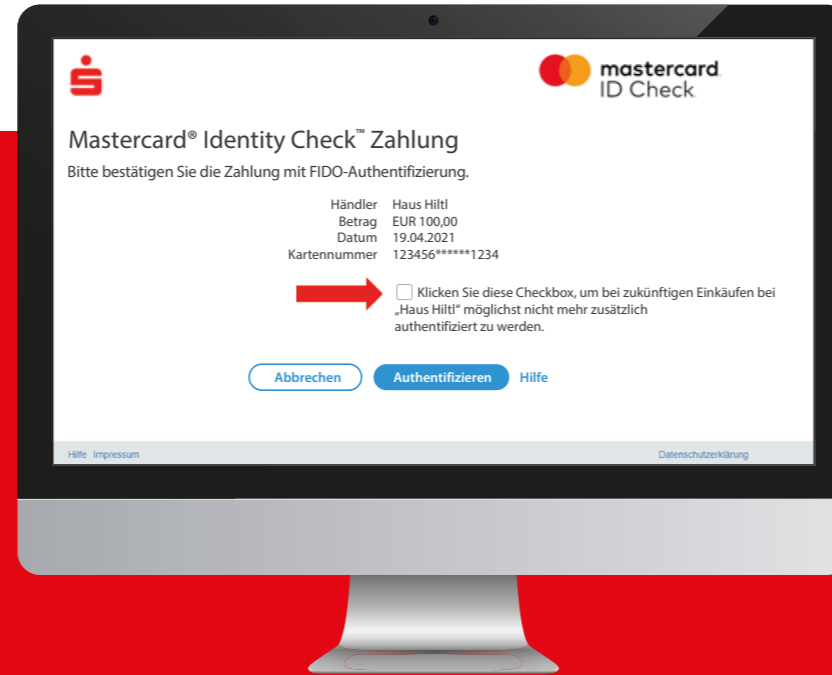 mastercard
ID Check
Mastercard® Identity Check™ Zahlung
Bitte bestätigen Sie die Zahlung mit FIDO-Authentifizierung.
Händler Haus Hiltl
Betrag EUR 100,00
Datum 19.04.2021
Kartennummer 123456******1234
Klicken Sie diese Checkbox, um bei zukünftigen Einkäufen bei
„Haus Hiltl“ möglichst nicht mehr zusätzlich
authentifiziert zu werden.
Abbrechen Authentifizieren Hilfe
Hilfe Impressum Datenschutzerklärung